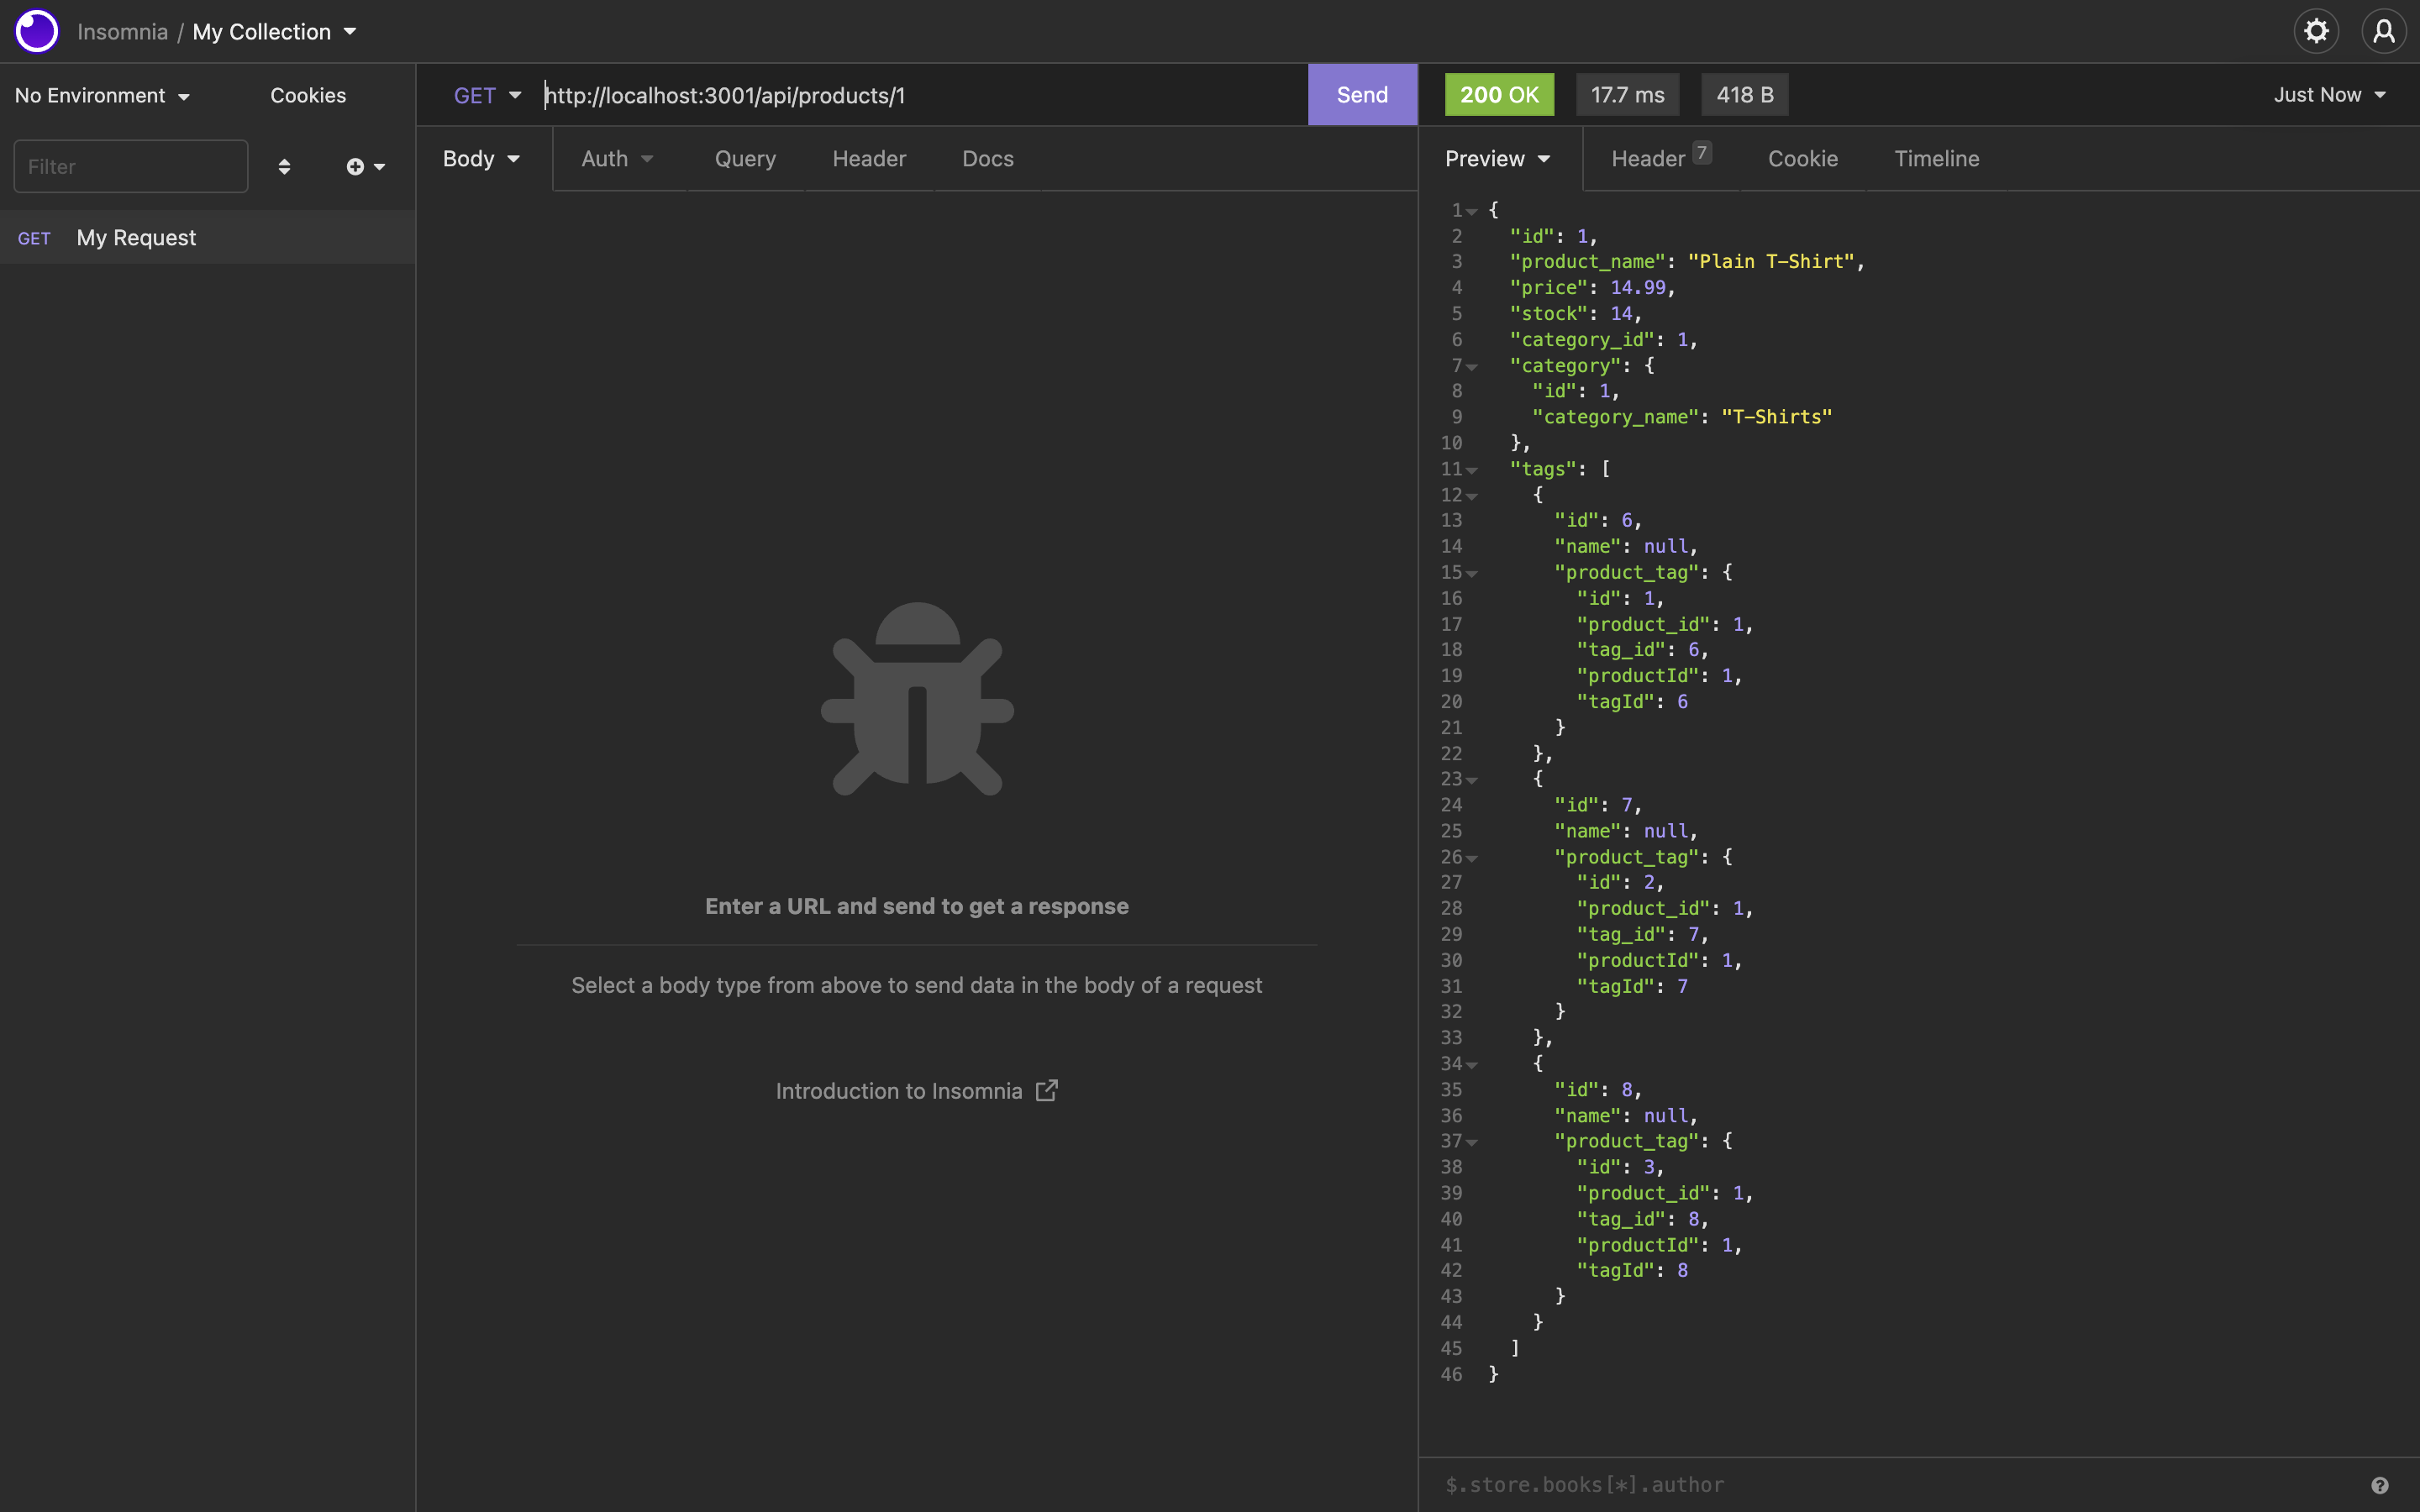 Insomnia / My Collection
No Environment
Cookies
Filter
GET My Request
GET http://localhost:3001/api/products/1
Send
Body
Auth
Query
Header
Docs
Enter a URL and send to get a response
Select a body type from above to send data in the body of a request
Introduction to Insomnia
200 OK
17.7 ms
418 B
Just Now
Preview
Header 7
Cookie
Timeline
1 {
2 "id": 1,
3 "product_name": "Plain T-Shirt",
4 "price": 14.99,
5 "stock": 14,
6 "category_id": 1,
7 "category": {
8 "id": 1,
9 "category_name": "T-Shirts"
10 },
11 "tags": [
12 {
13 "id": 6,
14 "name": null,
15 "product_tag": {
16 "id": 1,
17 "product_id": 1,
18 "tag_id": 6,
19 "productId": 1,
20 "tagId": 6
21 }
22 },
23 {
24 "id": 7,
25 "name": null,
26 "product_tag": {
27 "id": 2,
28 "product_id": 1,
29 "tag_id": 7,
30 "productId": 1,
31 "tagId": 7
32 }
33 },
34 {
35 "id": 8,
36 "name": null,
37 "product_tag": {
38 "id": 3,
39 "product_id": 1,
40 "tag_id": 8,
41 "productId": 1,
42 "tagId": 8
43 }
44 }
45 ]
46 }
$.store.books[*].author